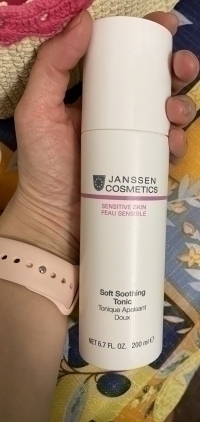 JANSSEN
COSMETICS
SENSITIVE SKIN
PEAU SENSIBLE
Soft Soothing
Tonic
Tonique Apaisant
Doux
NET 6.7 FL. OZ. 200 ml ℮